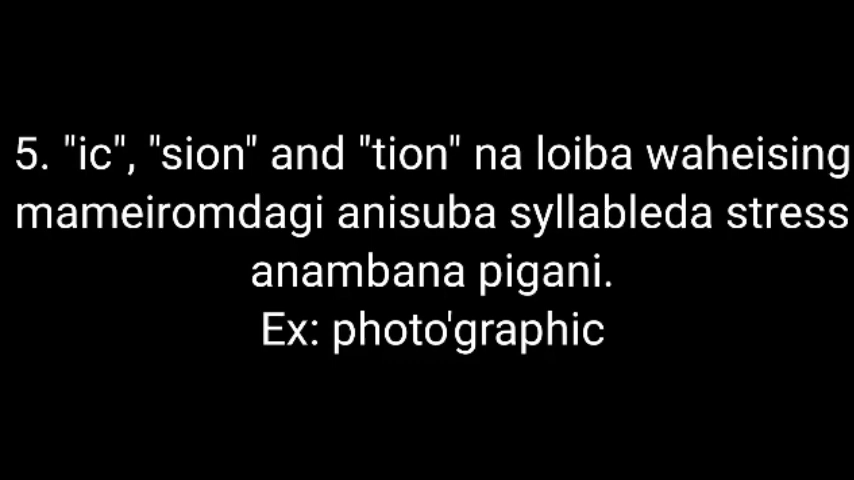 5. "ic", "sion" and "tion" na loiba waheising
mameiromdagi anisuba syllableda stress
anambana pigani.
Ex: photo'graphic